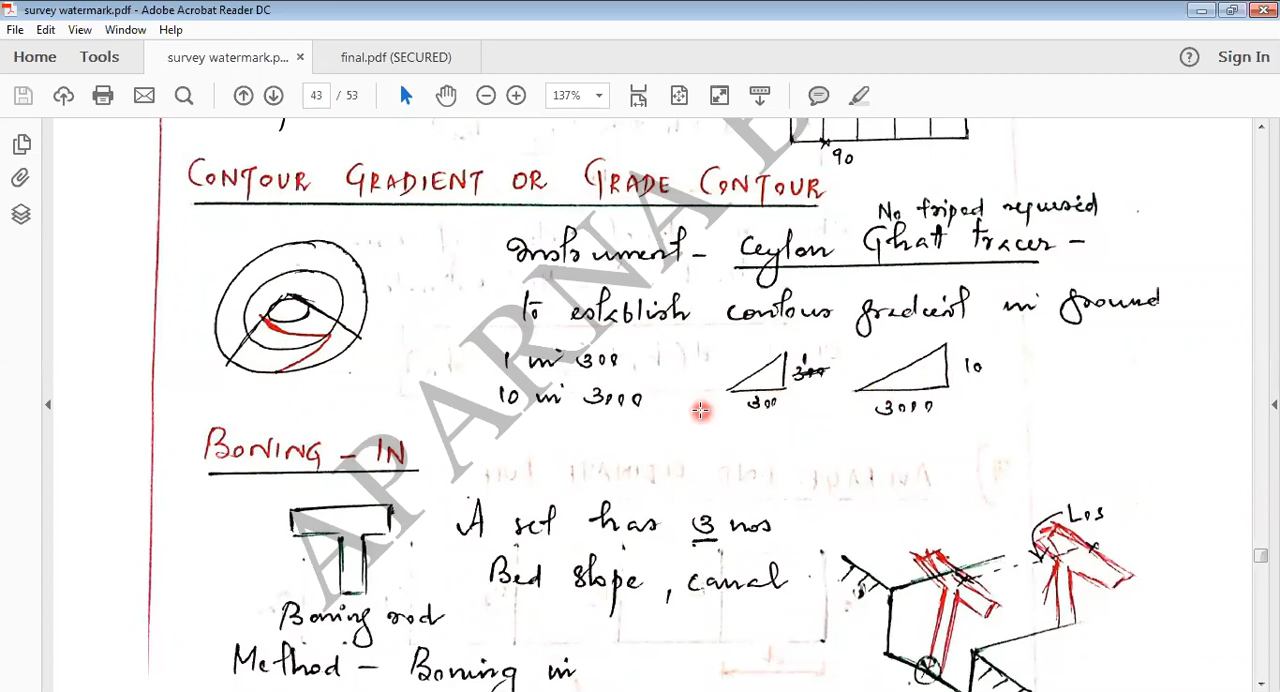 survey watermark.pdf - Adobe Acrobat Reader DC
File Edit View Window Help
Home Tools survey watermark.p... × final.pdf (SECURED) Sign In
43 / 53 137%
90
CONTOUR GRADIENT OR GRADE CONTOUR
No tripod required
Instrument - Ceylon Ghat tracer -
to establish contour gradient in ground
1 in 300
10 in 3000
1
300
300
10
3000
BONING - IN
A set has 3 nos
Los
Bed slope, canal
Boning rod
Method - Boning in
APARNA